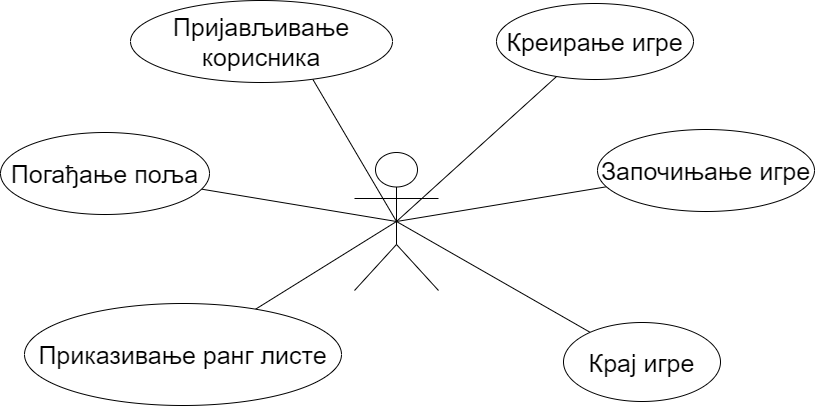 Пријављивање
корисника
Креирање игре
Погађање поља
Започињање игре
Приказивање ранг листе
Крај игре